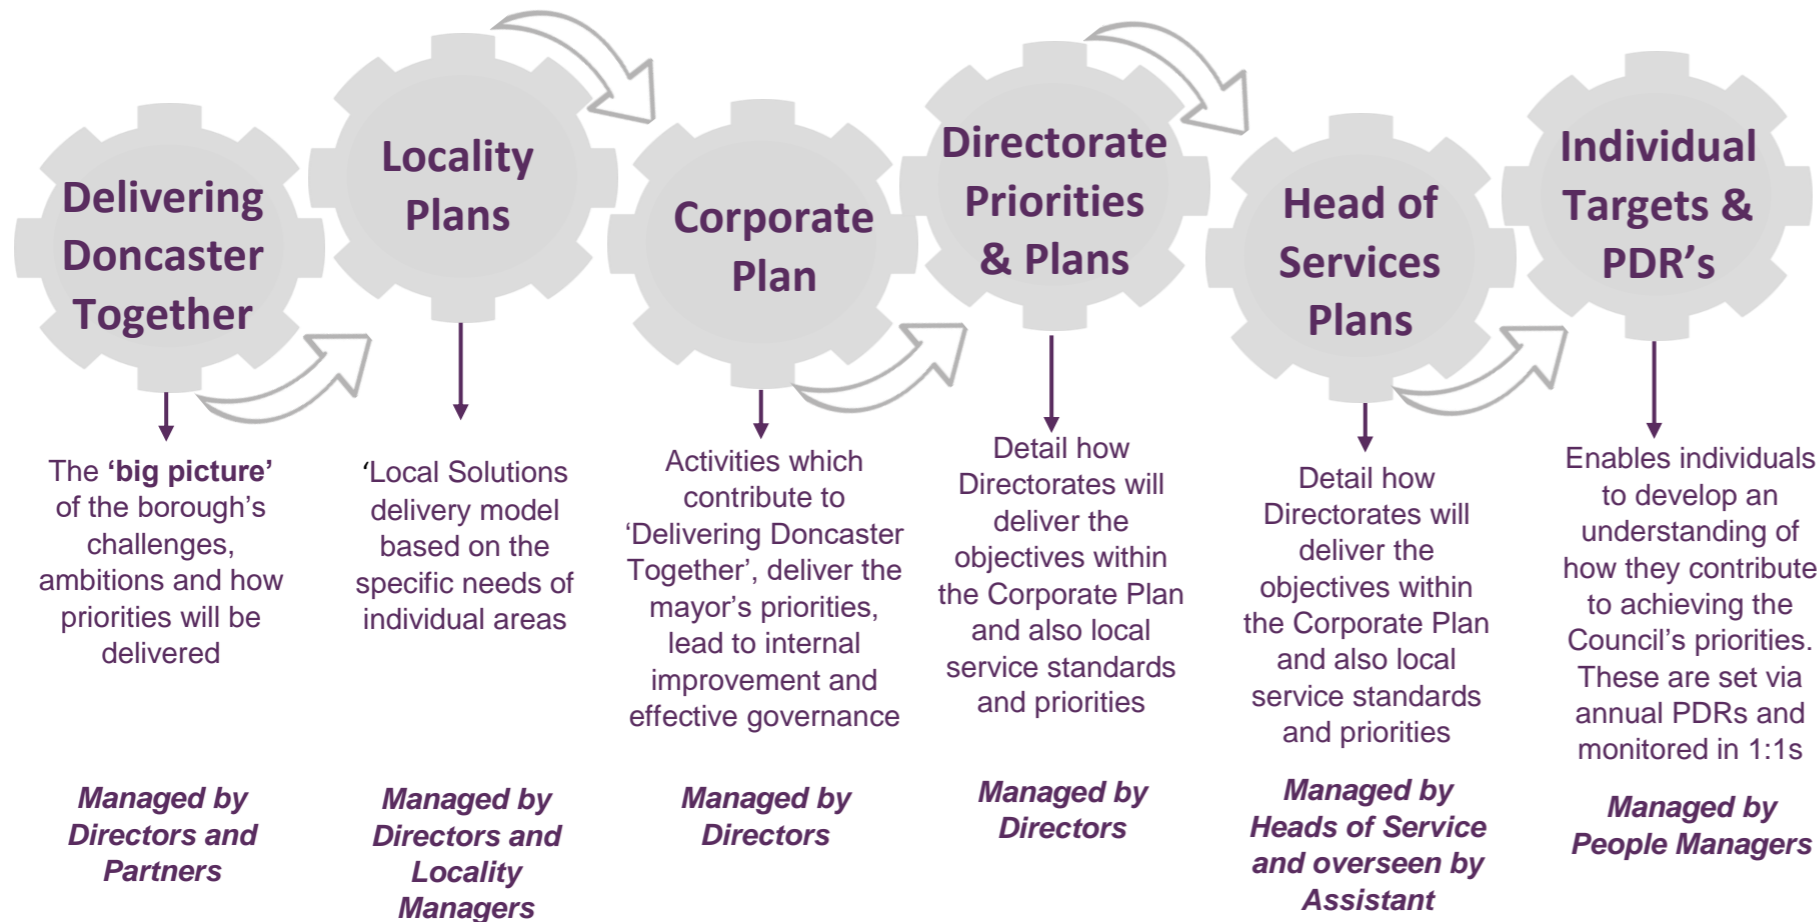 Delivering
Doncaster
Together
The 'big picture'
of the borough's
challenges,
ambitions and how
priorities will be
delivered
Managed by
Directors and
Partners
Locality
Plans
‘Local Solutions
delivery model
based on the
specific needs of
individual areas
Managed by
Directors and
Locality
Managers
Corporate
Plan
Activities which
contribute to
‘Delivering Doncaster
Together’, deliver the
mayor’s priorities,
lead to internal
improvement and
effective governance
Managed by
Directors
Directorate
Priorities
& Plans
Detail how
Directorates will
deliver the
objectives within
the Corporate Plan
and also local
service standards
and priorities
Managed by
Directors
Head of
Services
Plans
Detail how
Directorates will
deliver the
objectives within
the Corporate Plan
and also local
service standards
and priorities
Managed by
Heads of Service
and overseen by
Assistant
Individual
Targets &
PDR’s
Enables individuals
to develop an
understanding of
how they contribute
to achieving the
Council’s priorities.
These are set via
annual PDRs and
monitored in 1:1s
Managed by
People Managers